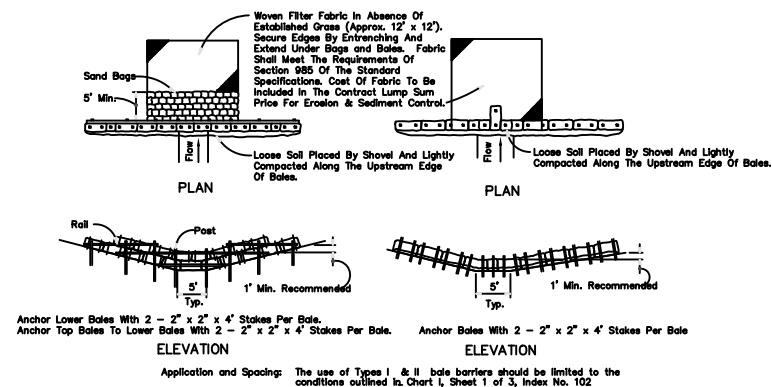 Woven Filter Fabric In Absence Of
Established Grass (Approx. 12' x 12').
Secure Edges By Entrenching And
Extend Under Bags and Bales. Fabric
Shall Meet The Requirements Of
Section 985 Of The Standard
Specifications. Cost Of Fabric To Be
Included In The Contract Lump Sum
Price For Erosion & Sediment Control.
Sand Bags
5' Min.
Flow
Loose Soil Placed By Shovel And Lightly
Compacted Along The Upstream Edge
Of Bales.
PLAN
Flow
Loose Soil Placed By Shovel And Lightly
Compacted Along The Upstream Edge Of Bales.
PLAN
Rail
Post
5'
Typ.
1' Min. Recommended
Anchor Lower Bales With 2 - 2" x 2" x 4' Stakes Per Bale.
Anchor Top Bales To Lower Bales With 2 - 2" x 2" x 4' Stakes Per Bale.
ELEVATION
5'
Typ.
1' Min. Recommended
Anchor Bales With 2 - 2" x 2" x 4' Stakes Per Bale
ELEVATION
Application and Spacing: The use of Types I & II bale barriers should be limited to the
conditions outlined in Chart I, Sheet 1 of 3, Index No. 102